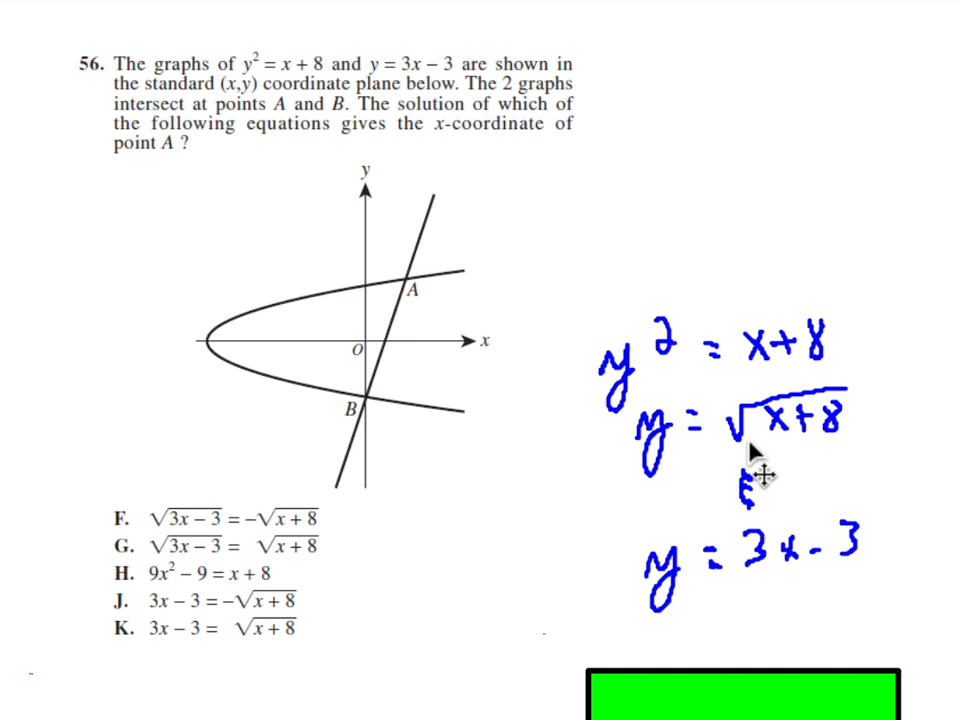 56. The graphs of y² = x + 8 and y = 3x − 3 are shown in
the standard (x,y) coordinate plane below. The 2 graphs
intersect at points A and B. The solution of which of
the following equations gives the x-coordinate of
point A ?
y
A
O
x
B
y² = x+8
y = √(x+8)
&
y = 3x-3
F. √(3x − 3) = −√(x + 8)
G. √(3x − 3) = √(x + 8)
H. 9x² − 9 = x + 8
J. 3x − 3 = −√(x + 8)
K. 3x − 3 = √(x + 8)